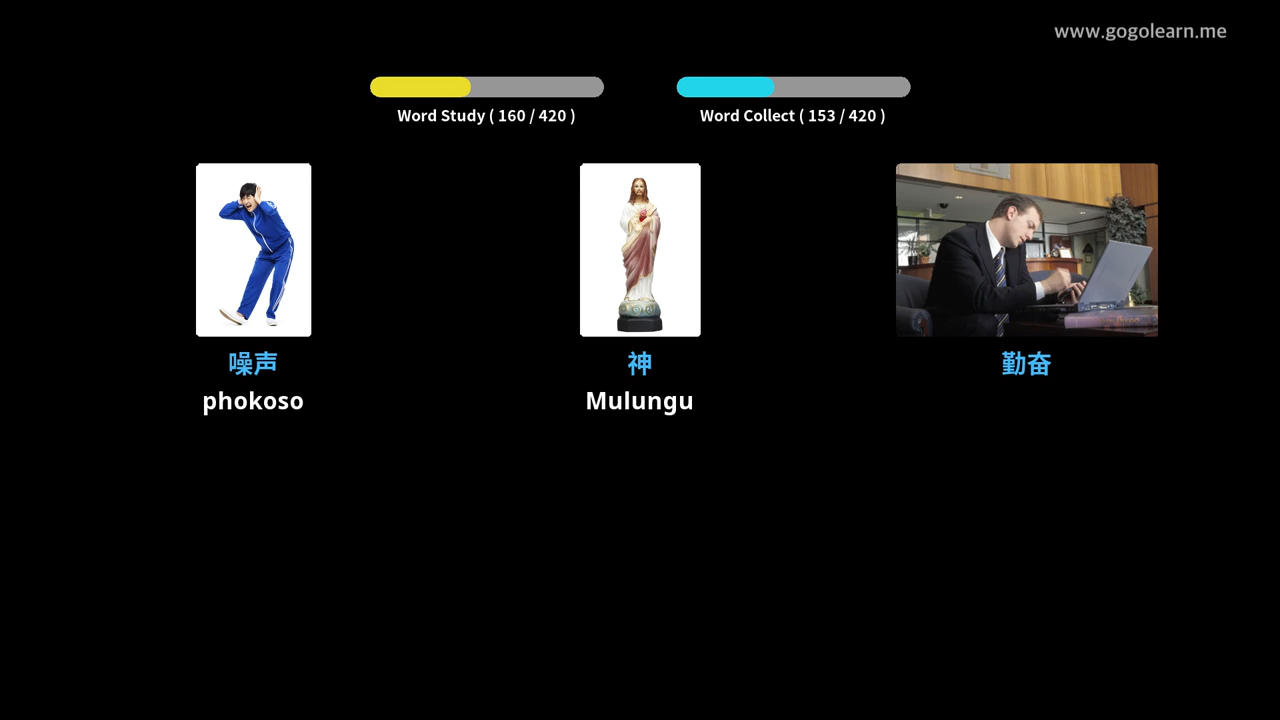 www.gogolearn.me
Word Study ( 160 / 420 )
Word Collect ( 153 / 420 )
噪声
phokoso
神
Mulungu
勤奋